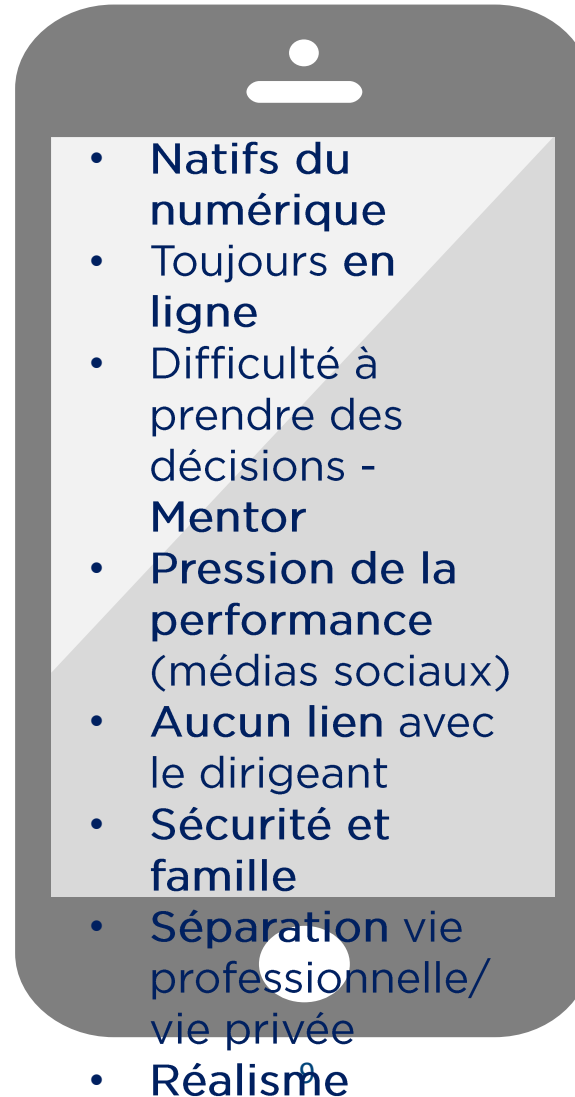 • Natifs du
numérique
• Toujours en
ligne
• Difficulté à
prendre des
décisions -
Mentor
• Pression de la
performance
(médias sociaux)
• Aucun lien avec
le dirigeant
• Sécurité et
famille
• Séparation vie
professionnelle/
vie privée
• Réalisme
9